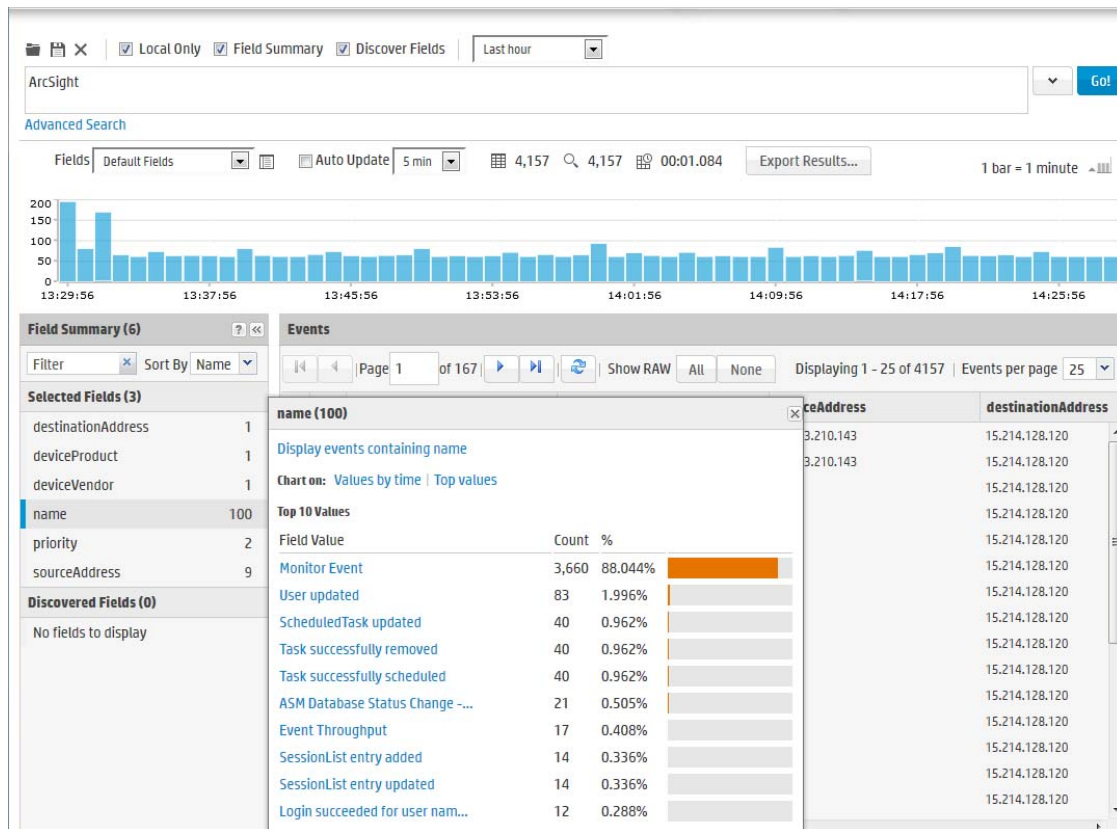 Local Only Field Summary Discover Fields Last hour
ArcSight Go!
Advanced Search
Fields Default Fields Auto Update 5 min 4,157 4,157 00:01.084 Export Results... 1 bar = 1 minute
200
150
100
50
0
13:29:56 13:37:56 13:45:56 13:53:56 14:01:56 14:09:56 14:17:56 14:25:56
Field Summary (6) ? «
Filter × Sort By Name
Selected Fields (3)
destinationAddress 1
deviceProduct 1
deviceVendor 1
name 100
priority 2
sourceAddress 9
Discovered Fields (0)
No fields to display
Events
Page 1 of 167 Show RAW All None Displaying 1 - 25 of 4157 Events per page 25
ceAddress destinationAddress
3.210.143 15.214.128.120
3.210.143 15.214.128.120
15.214.128.120
15.214.128.120
15.214.128.120
15.214.128.120
15.214.128.120
15.214.128.120
15.214.128.120
15.214.128.120
15.214.128.120
15.214.128.120
15.214.128.120
15.214.128.120
15.214.128.120
name (100)
Display events containing name
Chart on: Values by time | Top values
Top 10 Values
Field Value Count %
Monitor Event 3,660 88.044%
User updated 83 1.996%
ScheduledTask updated 40 0.962%
Task successfully removed 40 0.962%
Task successfully scheduled 40 0.962%
ASM Database Status Change -... 21 0.505%
Event Throughput 17 0.408%
SessionList entry added 14 0.336%
SessionList entry updated 14 0.336%
Login succeeded for user nam... 12 0.288%